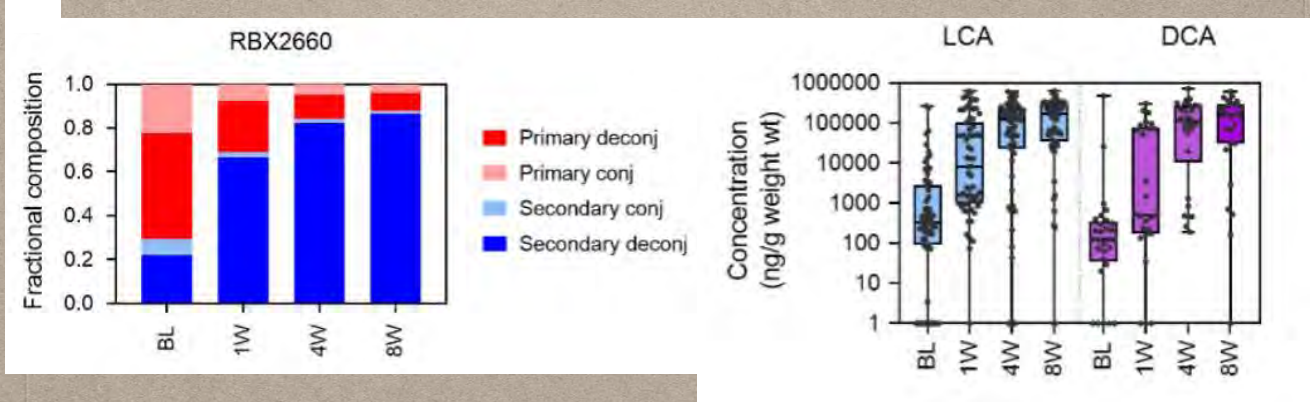 RBX2660
Fractional composition
1.0
0.8
0.6
0.4
0.2
0.0
BL
1W
4W
8W
Primary deconj
Primary conj
Secondary conj
Secondary deconj
LCA
DCA
Concentration
(ng/g weight wt)
1000000
100000
10000
1000
100
10
1
BL
1W
4W
8W
BL
1W
4W
8W